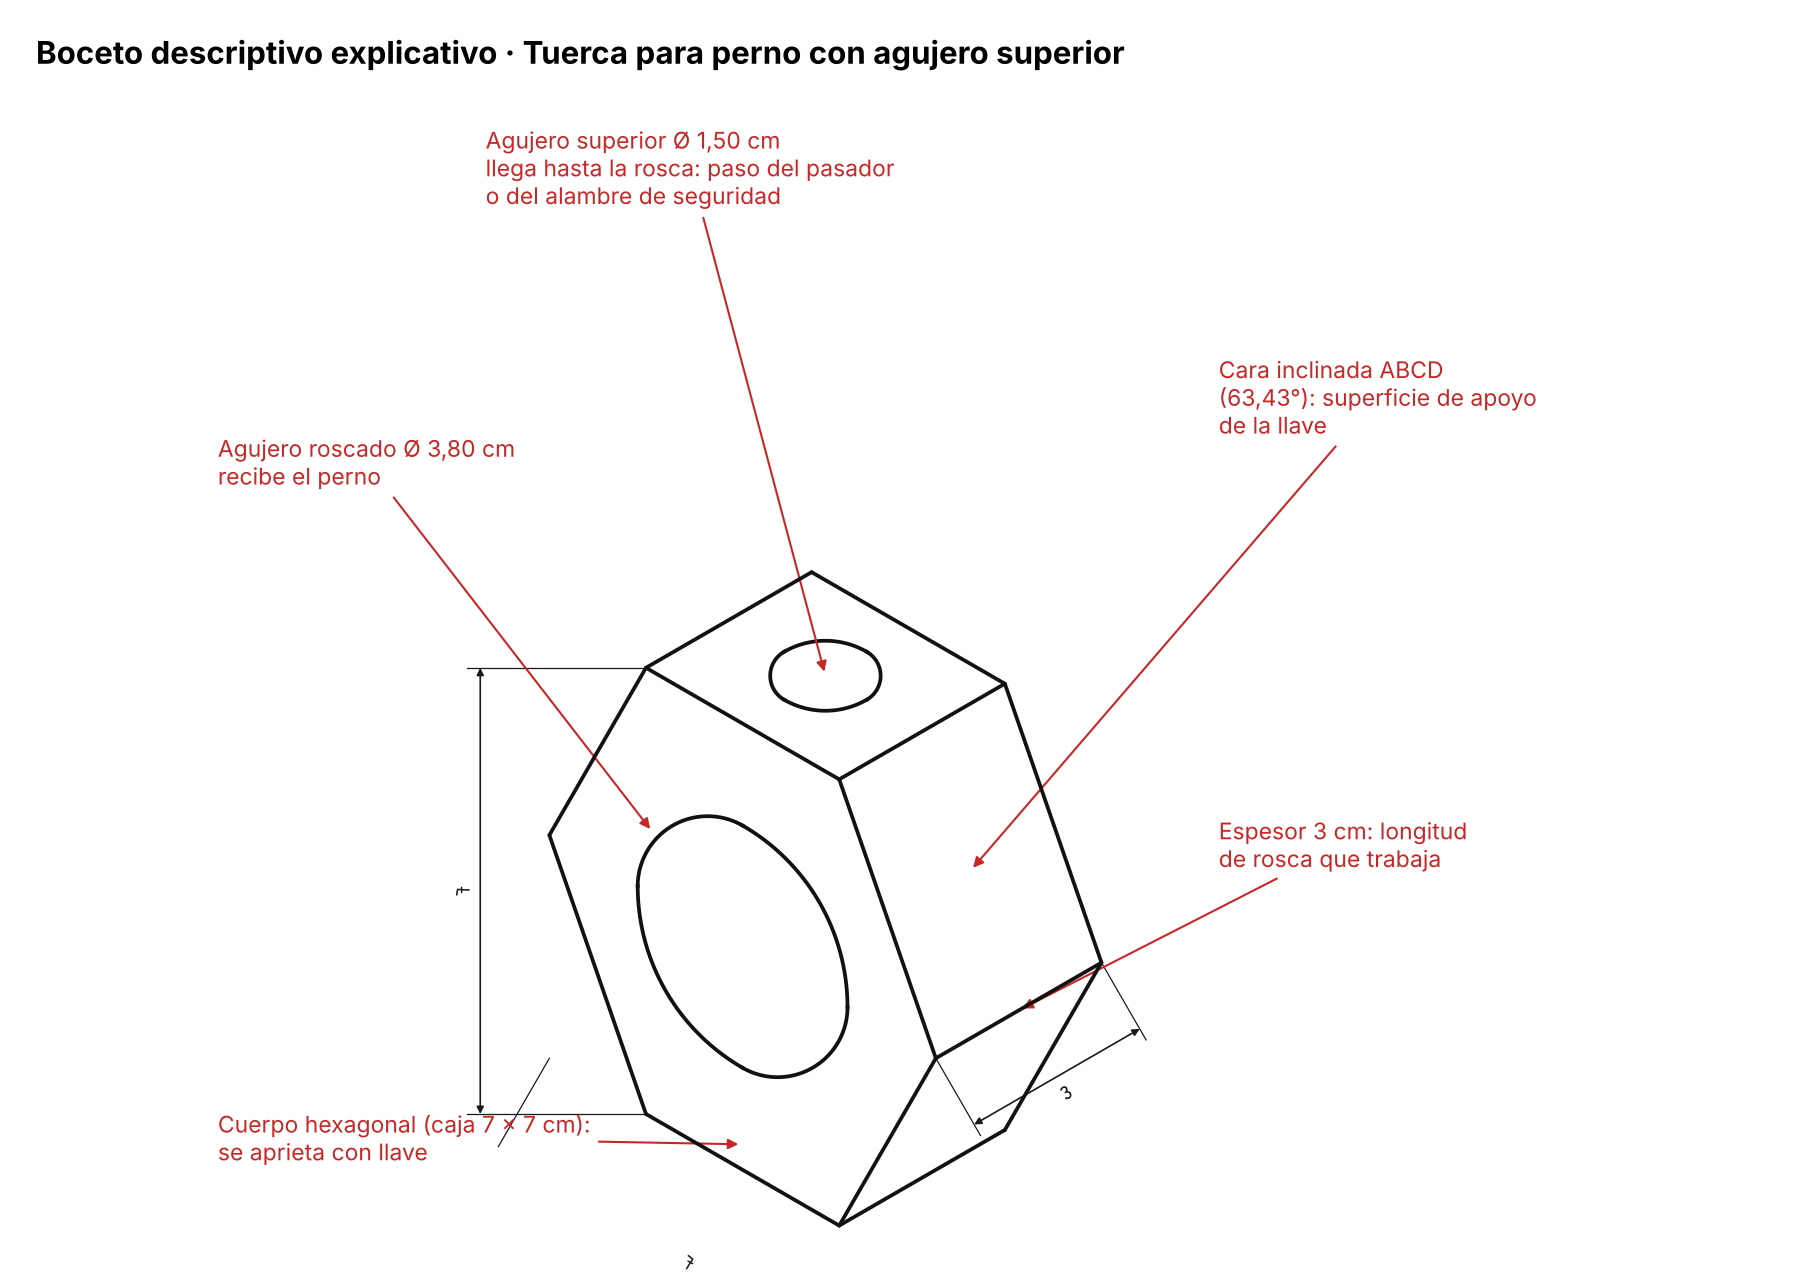 Boceto descriptivo explicativo · Tuerca para perno con agujero superior
Agujero superior Ø 1,50 cm
llega hasta la rosca: paso del pasador
o del alambre de seguridad
Cara inclinada ABCD
(63,43°): superficie de apoyo
de la llave
Agujero roscado Ø 3,80 cm
recibe el perno
Espesor 3 cm: longitud
de rosca que trabaja
7
3
Cuerpo hexagonal (caja 7 × 7 cm):
se aprieta con llave
7